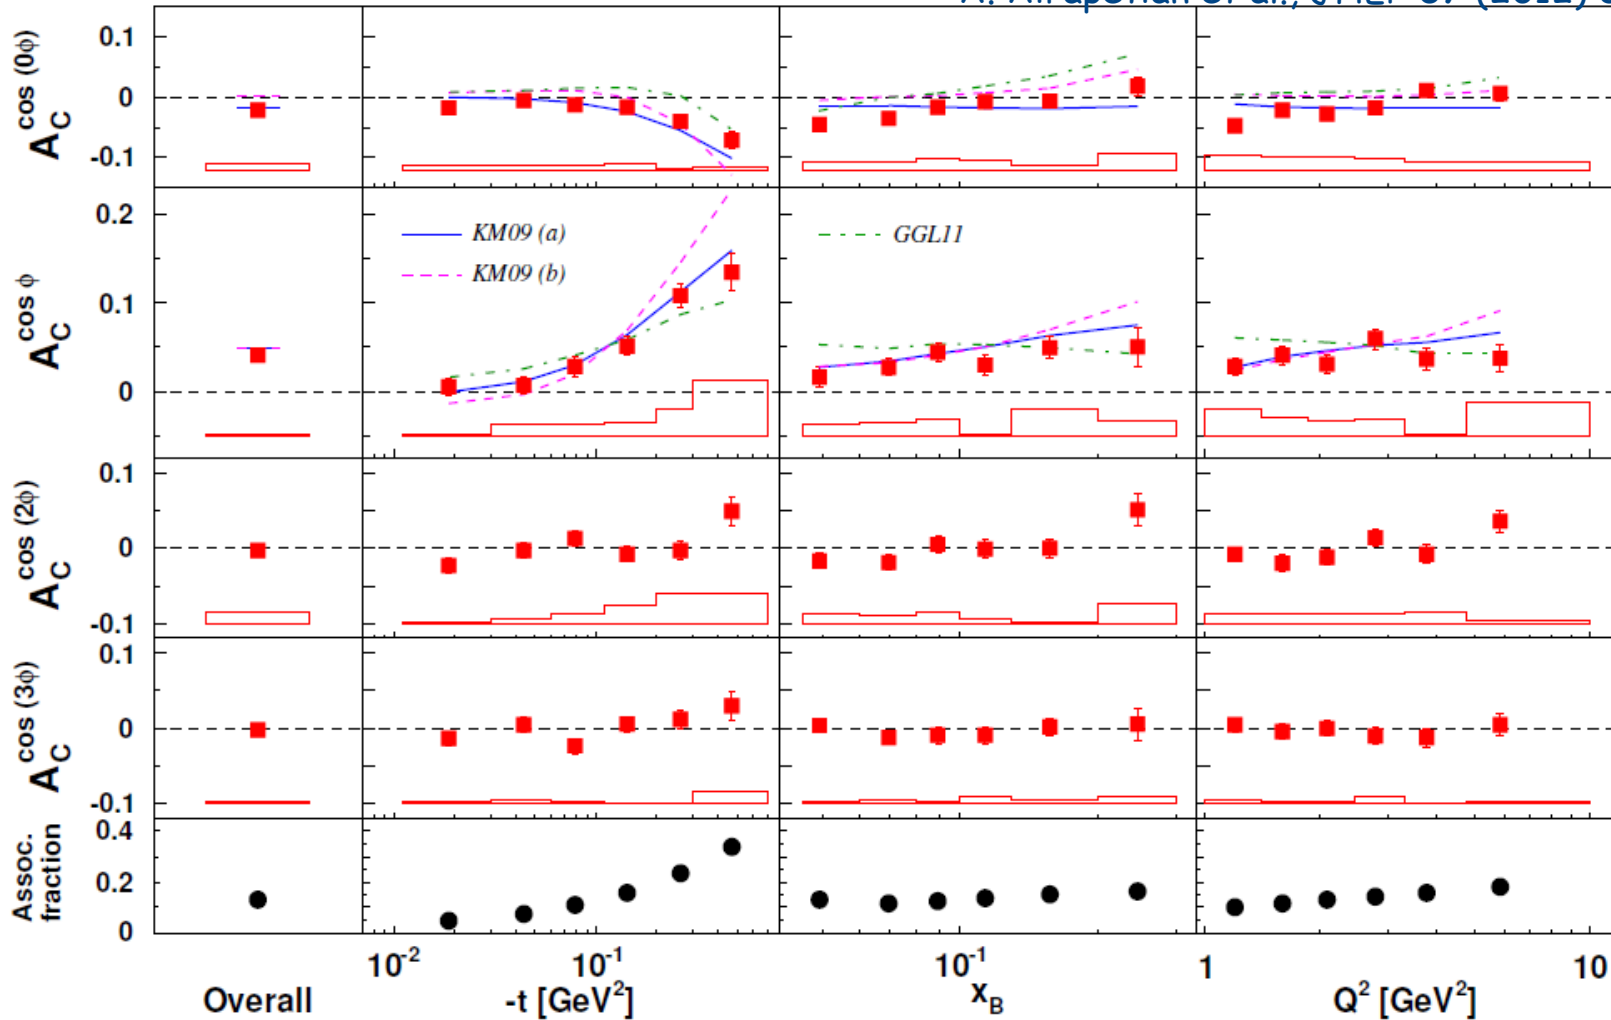 0.1
0
-0.1
A_C^cos (0ϕ)
0.2
0.1
0
A_C^cos ϕ
KM09 (a)
KM09 (b)
GGL11
0.1
0
-0.1
A_C^cos (2ϕ)
0.1
0
-0.1
A_C^cos (3ϕ)
0.4
0.2
0
Assoc.
fraction
10^-2 10^-1 10^-1 1 10
Overall -t [GeV^2] x_B Q^2 [GeV^2]